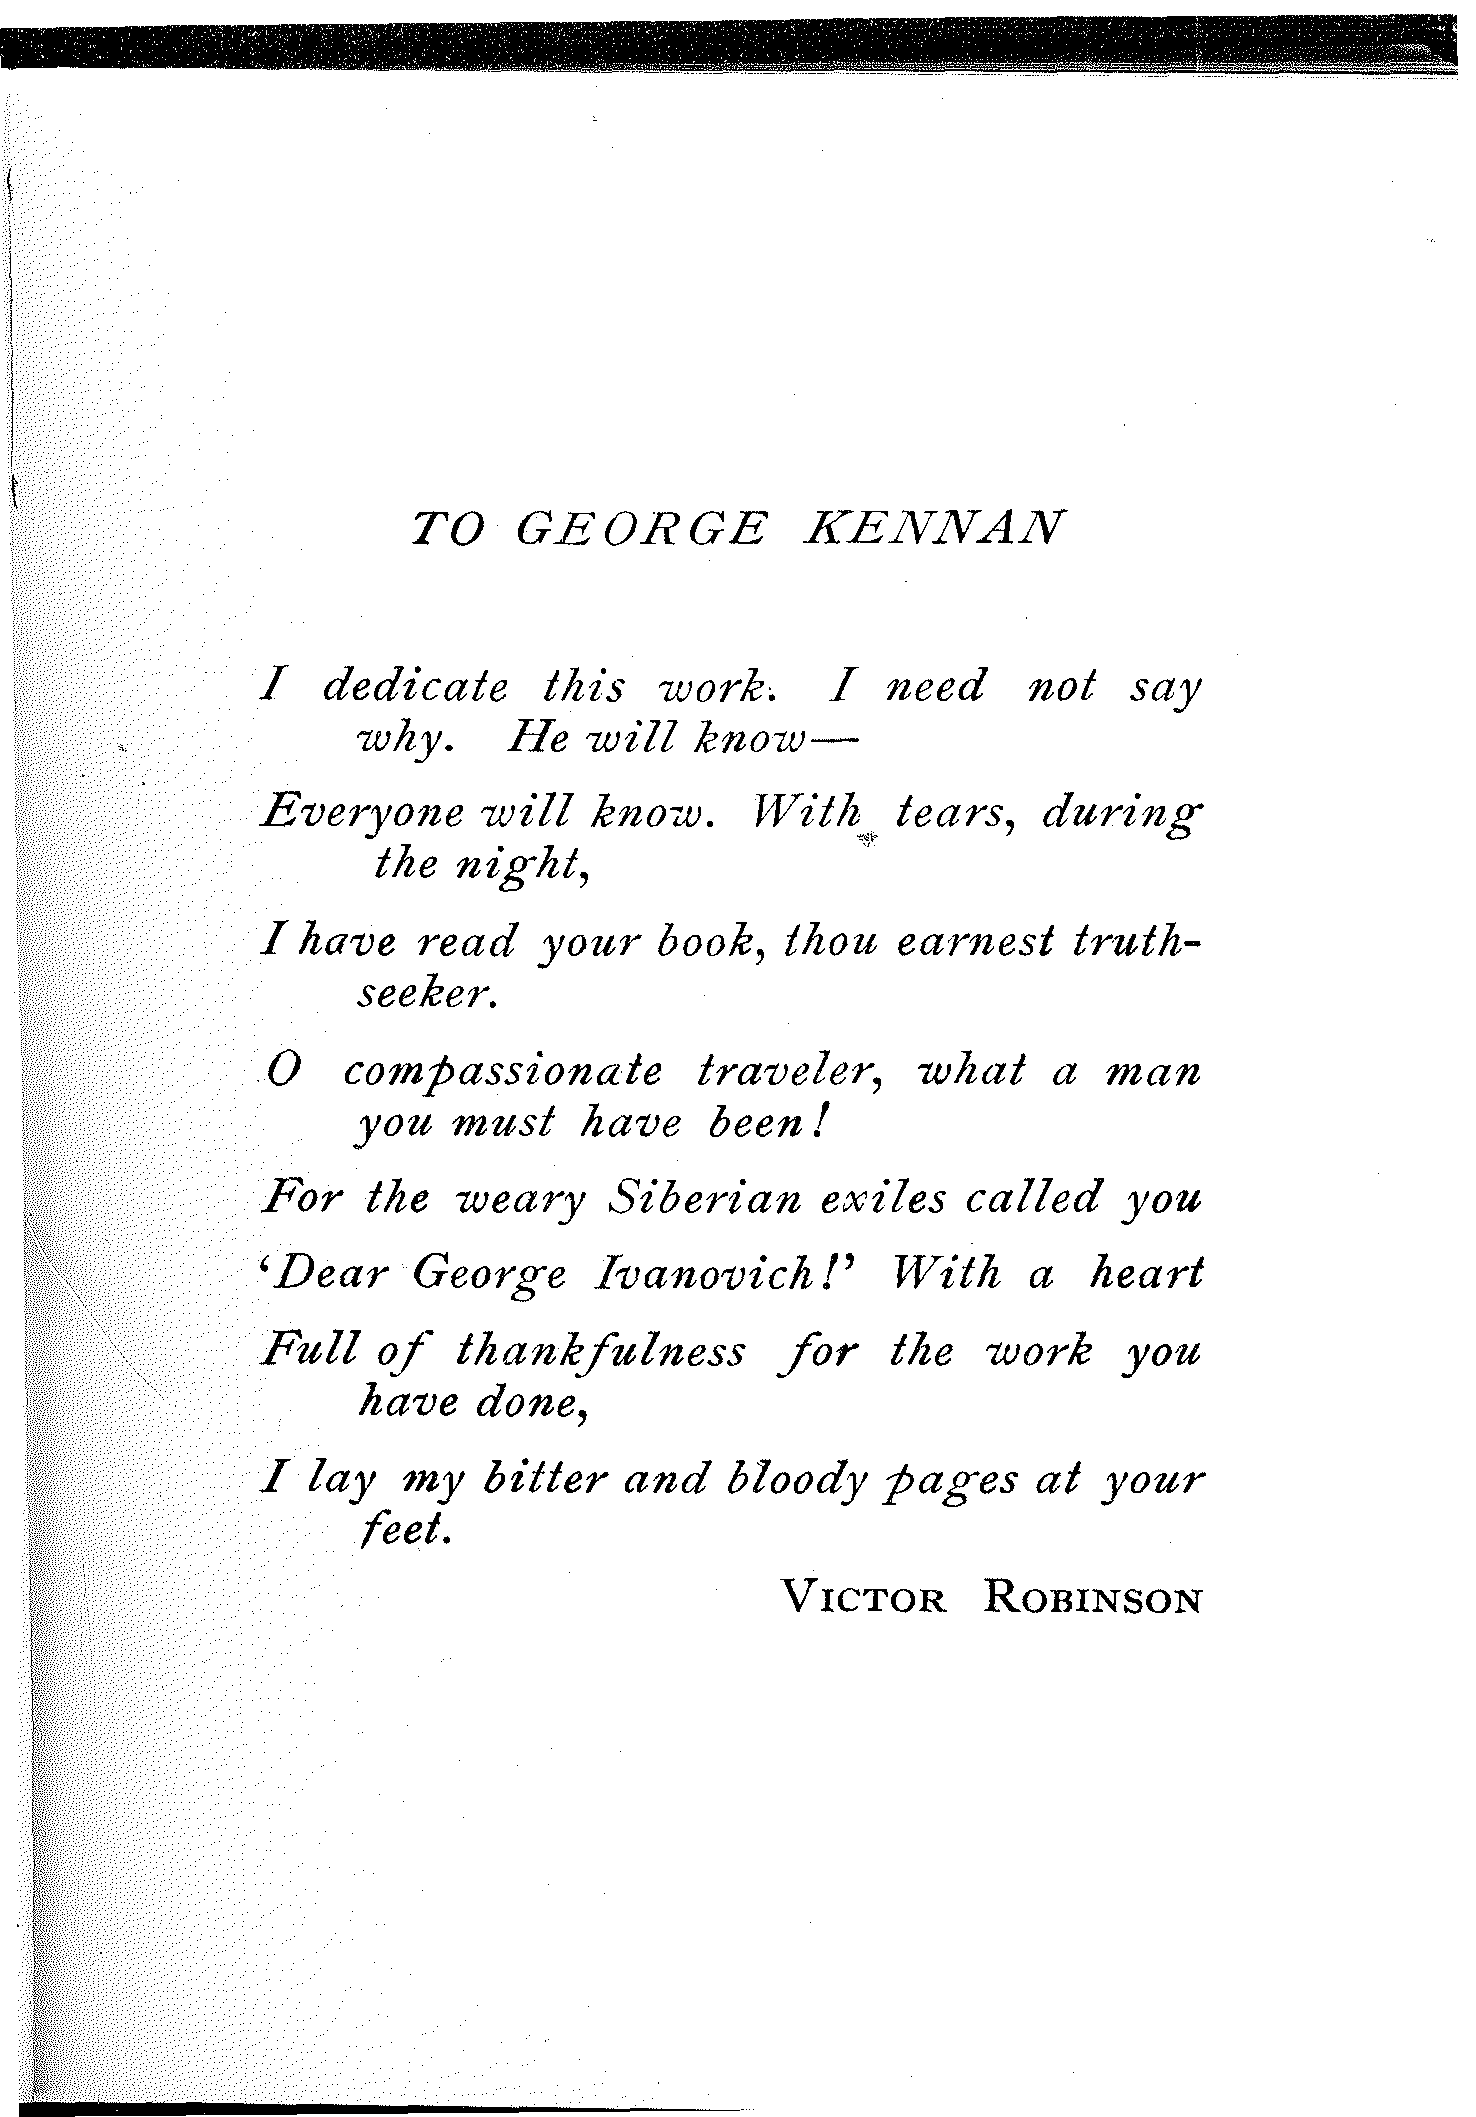 TO GEORGE KENNAN
I dedicate this work. I need not say
why. He will know—
Everyone will know. With tears, during
the night,
I have read your book, thou earnest truth-
seeker.
O compassionate traveler, what a man
you must have been!
For the weary Siberian exiles called you
‘Dear George Ivanovich!’ With a heart
Full of thankfulness for the work you
have done,
I lay my bitter and bloody pages at your
feet.
VICTOR ROBINSON